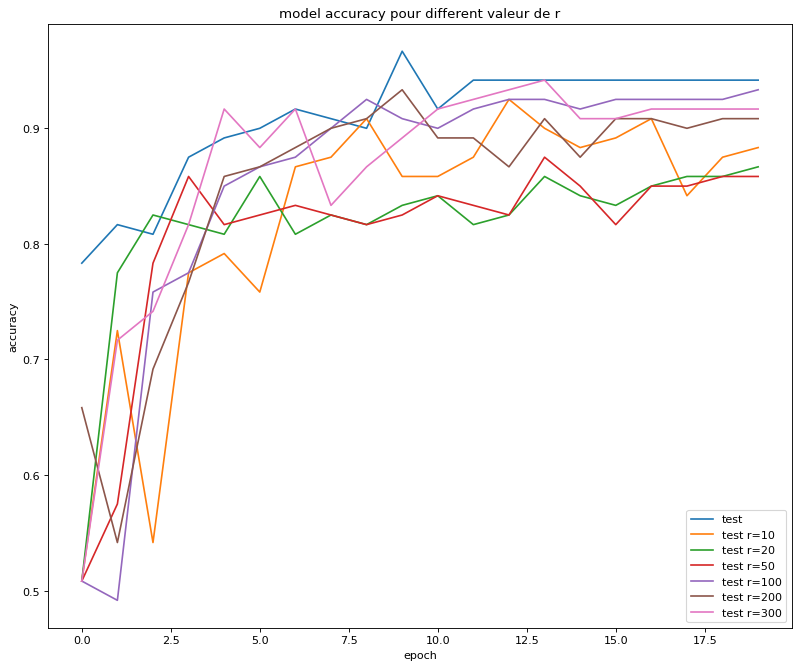 model accuracy pour different valeur de r
accuracy
0.9
0.8
0.7
0.6
0.5
0.0 2.5 5.0 7.5 10.0 12.5 15.0 17.5
epoch
test
test r=10
test r=20
test r=50
test r=100
test r=200
test r=300